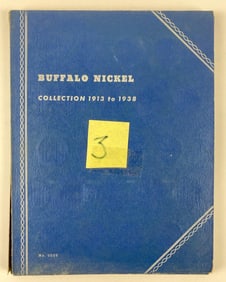 BUFFALO NICKEL
COLLECTION 1913 to 1938
3